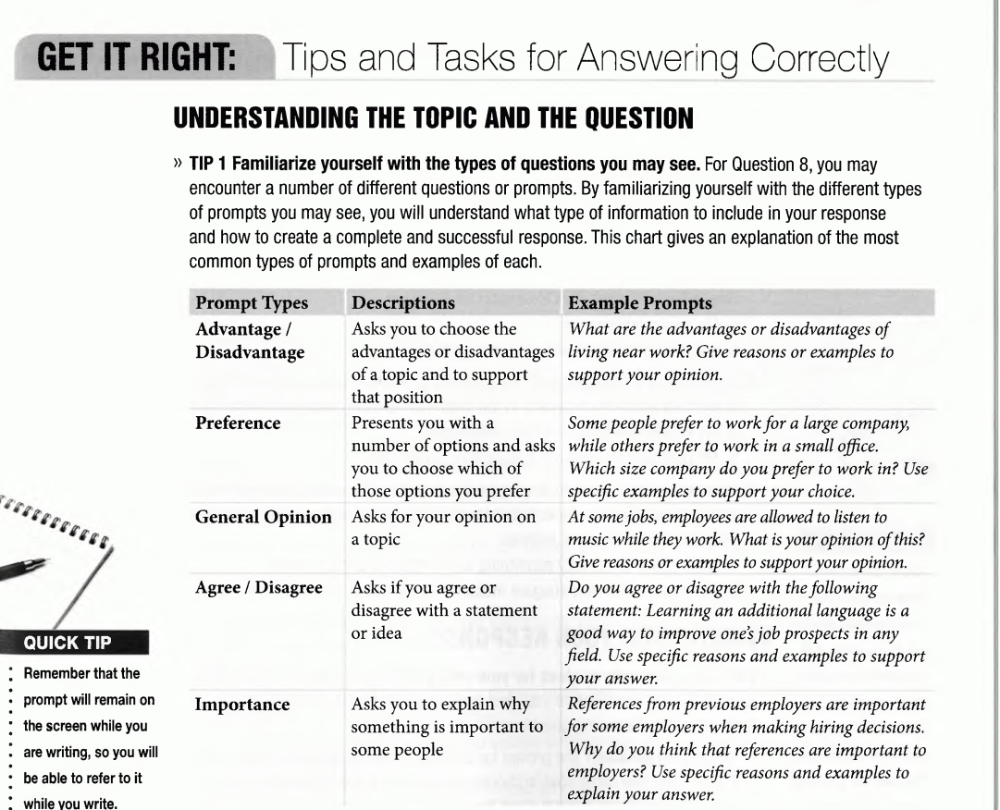 GET IT RIGHT: Tips and Tasks for Answering Correctly
UNDERSTANDING THE TOPIC AND THE QUESTION
» TIP 1 Familiarize yourself with the types of questions you may see. For Question 8, you may
encounter a number of different questions or prompts. By familiarizing yourself with the different types
of prompts you may see, you will understand what type of information to include in your response
and how to create a complete and successful response. This chart gives an explanation of the most
common types of prompts and examples of each.
Prompt Types Descriptions Example Prompts
Advantage / Asks you to choose the What are the advantages or disadvantages of
Disadvantage advantages or disadvantages living near work? Give reasons or examples to
of a topic and to support support your opinion.
that position
Preference Presents you with a Some people prefer to work for a large company,
number of options and asks while others prefer to work in a small office.
you to choose which of Which size company do you prefer to work in? Use
those options you prefer specific examples to support your choice.
General Opinion Asks for your opinion on At some jobs, employees are allowed to listen to
a topic music while they work. What is your opinion of this?
Give reasons or examples to support your opinion.
Agree / Disagree Asks if you agree or Do you agree or disagree with the following
disagree with a statement statement: Learning an additional language is a
or idea good way to improve one's job prospects in any
field. Use specific reasons and examples to support
your answer.
Importance Asks you to explain why References from previous employers are important
something is important to for some employers when making hiring decisions.
some people Why do you think that references are important to
employers? Use specific reasons and examples to
explain your answer.
QUICK TIP
Remember that the
prompt will remain on
the screen while you
are writing, so you will
be able to refer to it
while you write.